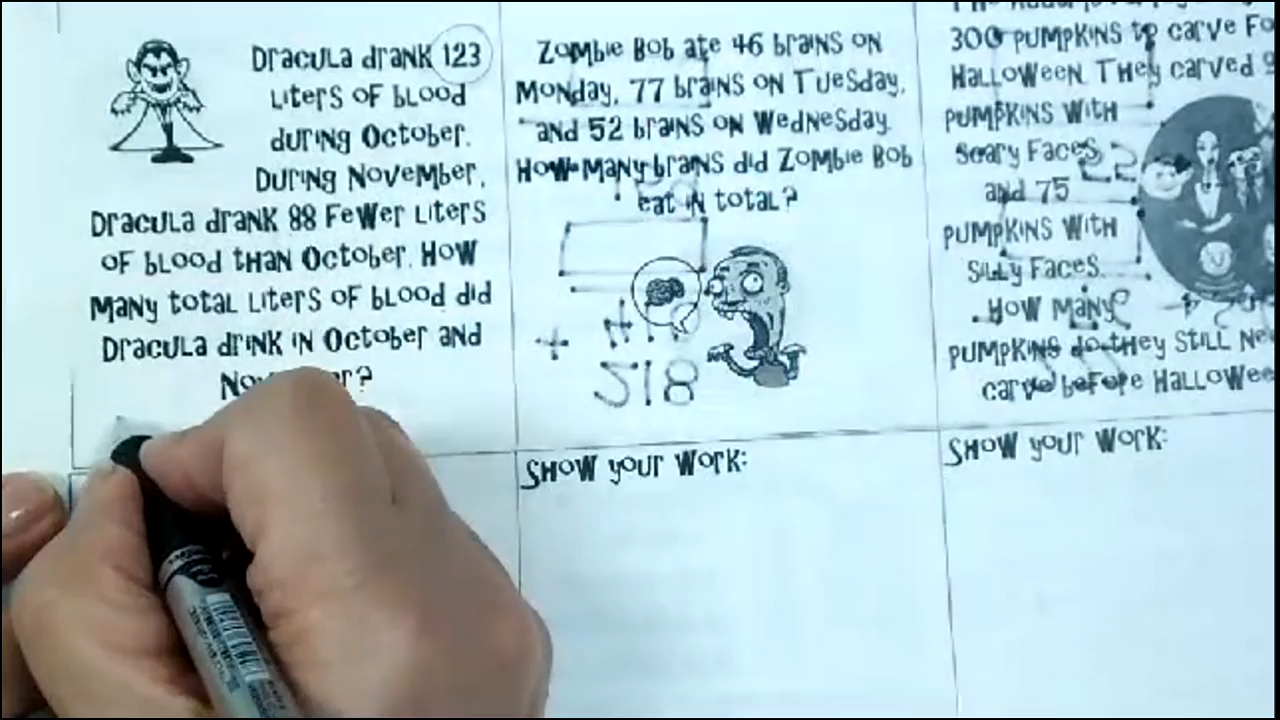 Dracula drank 123
Liters of blood
during October.
During November,
Dracula drank 88 Fewer Liters
of blood than October. How
Many total Liters of blood did
Dracula drink in October and
Zombie Bob ate 46 brains on
Monday, 77 brains on Tuesday,
and 52 brains on Wednesday.
How Many brains did Zombie Bob
eat in total?
+
218
Show your Work:
300 pumpkins to carve
Halloween. They carved
pumpkins with
scary Faces
and 75
pumpkins with
silly Faces.
How Many
pumpkins do they still
carve before
Show your Work: